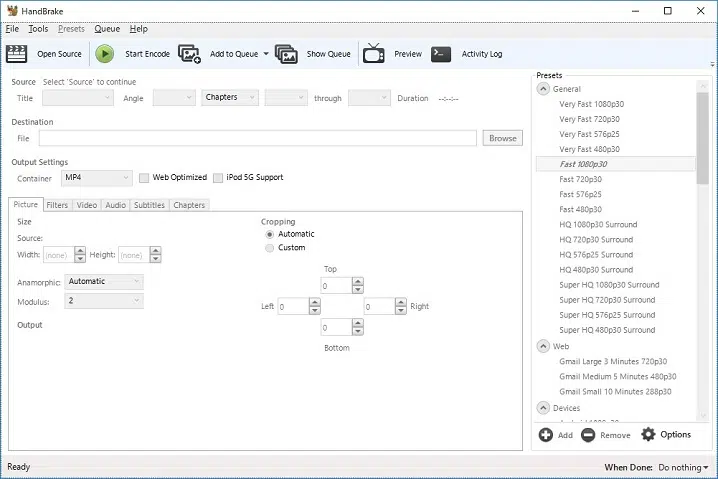 HandBrake
File Tools Presets Queue Help
Open Source Start Encode Add to Queue Show Queue Preview Activity Log
Source Select 'Source' to continue
Title Angle Chapters through Duration --:--:--
Destination
File Browse
Output Settings
Container MP4 Web Optimized iPod 5G Support
Picture Filters Video Audio Subtitles Chapters
Size
Source:
Width: (none) Height: (none)
Anamorphic: Automatic
Modulus: 2
Output
Cropping
Automatic
Custom
Top
0
Left 0 0 Right
0
Bottom
Presets
General
Very Fast 1080p30
Very Fast 720p30
Very Fast 576p25
Very Fast 480p30
Fast 1080p30
Fast 720p30
Fast 576p25
Fast 480p30
HQ 1080p30 Surround
HQ 720p30 Surround
HQ 576p25 Surround
HQ 480p30 Surround
Super HQ 1080p30 Surround
Super HQ 720p30 Surround
Super HQ 576p25 Surround
Super HQ 480p30 Surround
Web
Gmail Large 3 Minutes 720p30
Gmail Medium 5 Minutes 480p30
Gmail Small 10 Minutes 288p30
Devices
Add Remove Options
Ready When Done: Do nothing